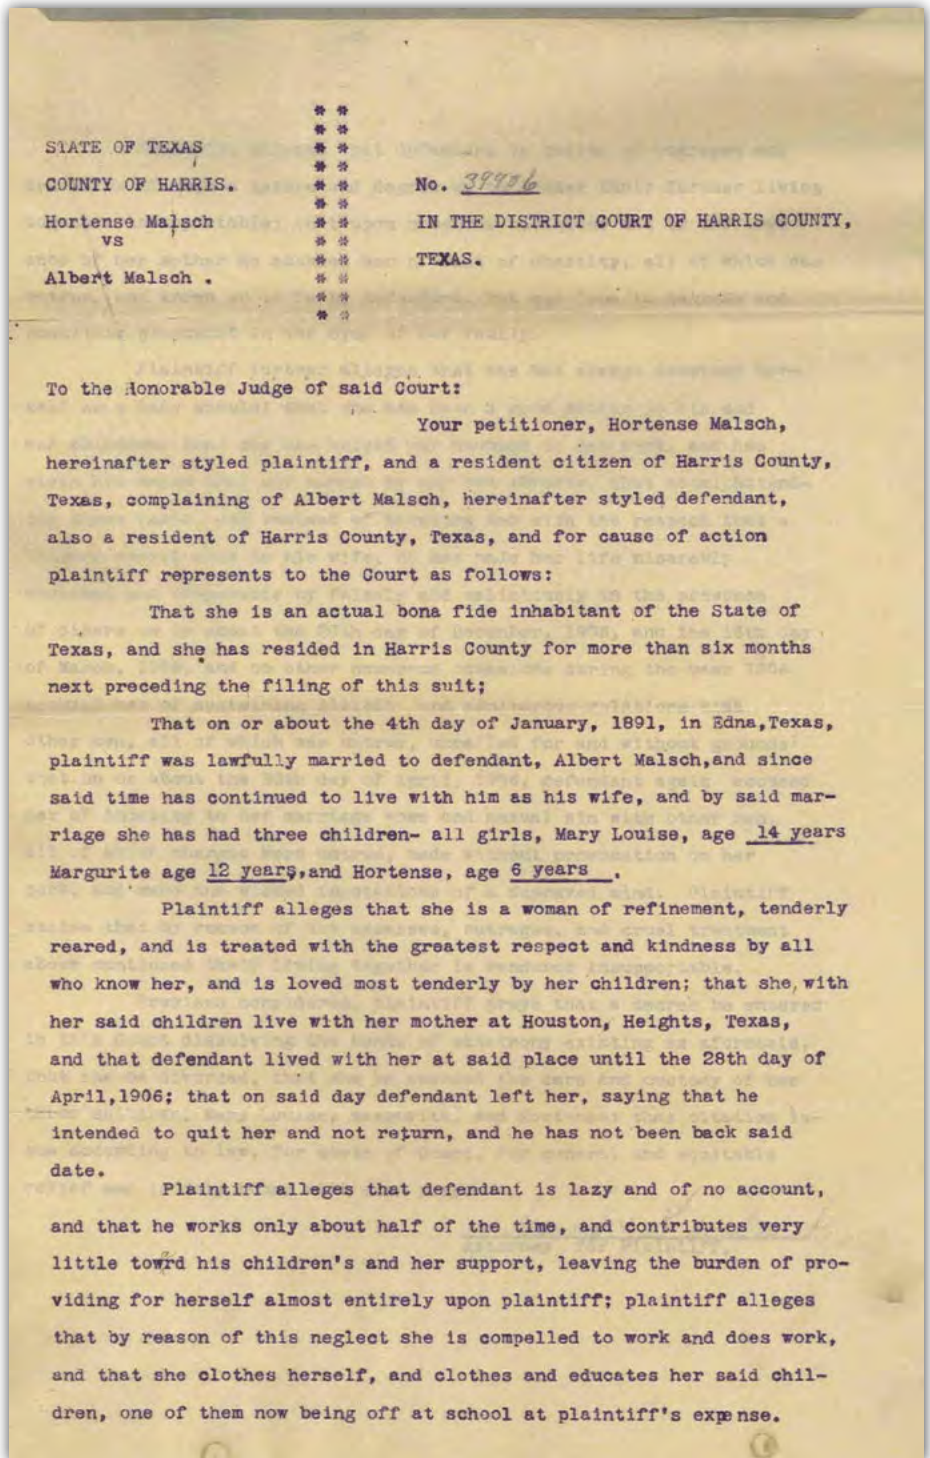 STATE OF TEXAS
COUNTY OF HARRIS.
No. 39906
Hortense Malsch
IN THE DISTRICT COURT OF HARRIS COUNTY,
vs
TEXAS.
Albert Malsch .
To the Honorable Judge of said Court:
Your petitioner, Hortense Malsch,
hereinafter styled plaintiff, and a resident citizen of Harris County,
Texas, complaining of Albert Malsch, hereinafter styled defendant,
also a resident of Harris County, Texas, and for cause of action
plaintiff represents to the Court as follows:
That she is an actual bona fide inhabitant of the State of
Texas, and she has resided in Harris County for more than six months
next preceding the filing of this suit;
That on or about the 4th day of January, 1891, in Edna,Texas,
plaintiff was lawfully married to defendant, Albert Malsch,and since
said time has continued to live with him as his wife, and by said mar-
riage she has had three children- all girls, Mary Louise, age 14 years
Margurite age 12 years,and Hortense, age 6 years .
Plaintiff alleges that she is a woman of refinement, tenderly
reared, and is treated with the greatest respect and kindness by all
who know her, and is loved most tenderly by her children; that she, with
her said children live with her mother at Houston, Heights, Texas,
and that defendant lived with her at said place until the 28th day of
April,1906; that on said day defendant left her, saying that he
intended to quit her and not return, and he has not been back said
date.
Plaintiff alleges that defendant is lazy and of no account,
and that he works only about half of the time, and contributes very
little toward his children's and her support, leaving the burden of pro-
viding for herself almost entirely upon plaintiff; plaintiff alleges
that by reason of this neglect she is compelled to work and does work,
and that she clothes herself, and clothes and educates her said chil-
dren, one of them now being off at school at plaintiff's expense.